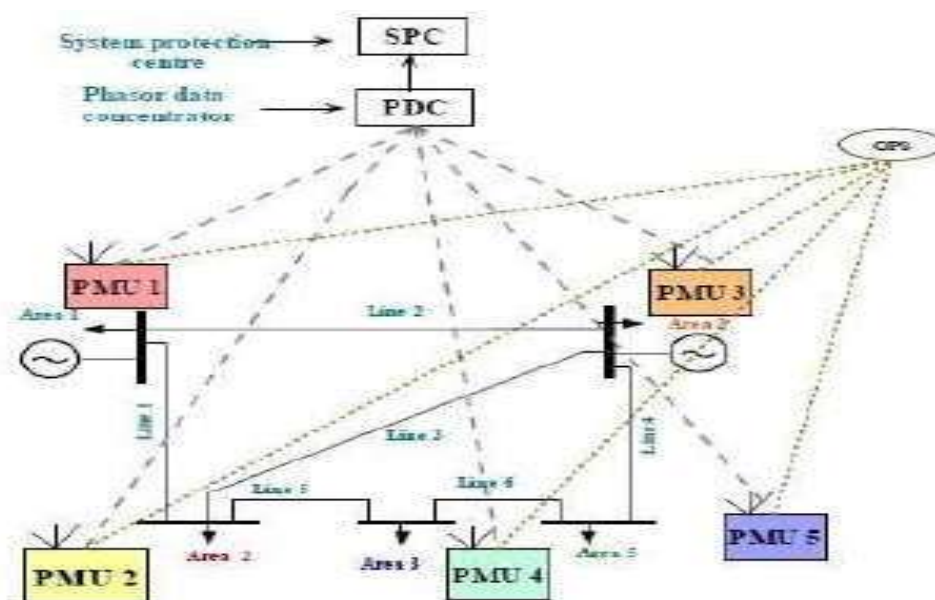 SPC
System protection
centre
Phasor data
concentrator
PDC
GPS
PMU 1
PMU 3
Area 1
Line 2
Area 2
Line 1
Line 3
Line 4
Line 5
Line 6
PMU 2
Area 2
Area 3
PMU 4
Area 5
PMU 5